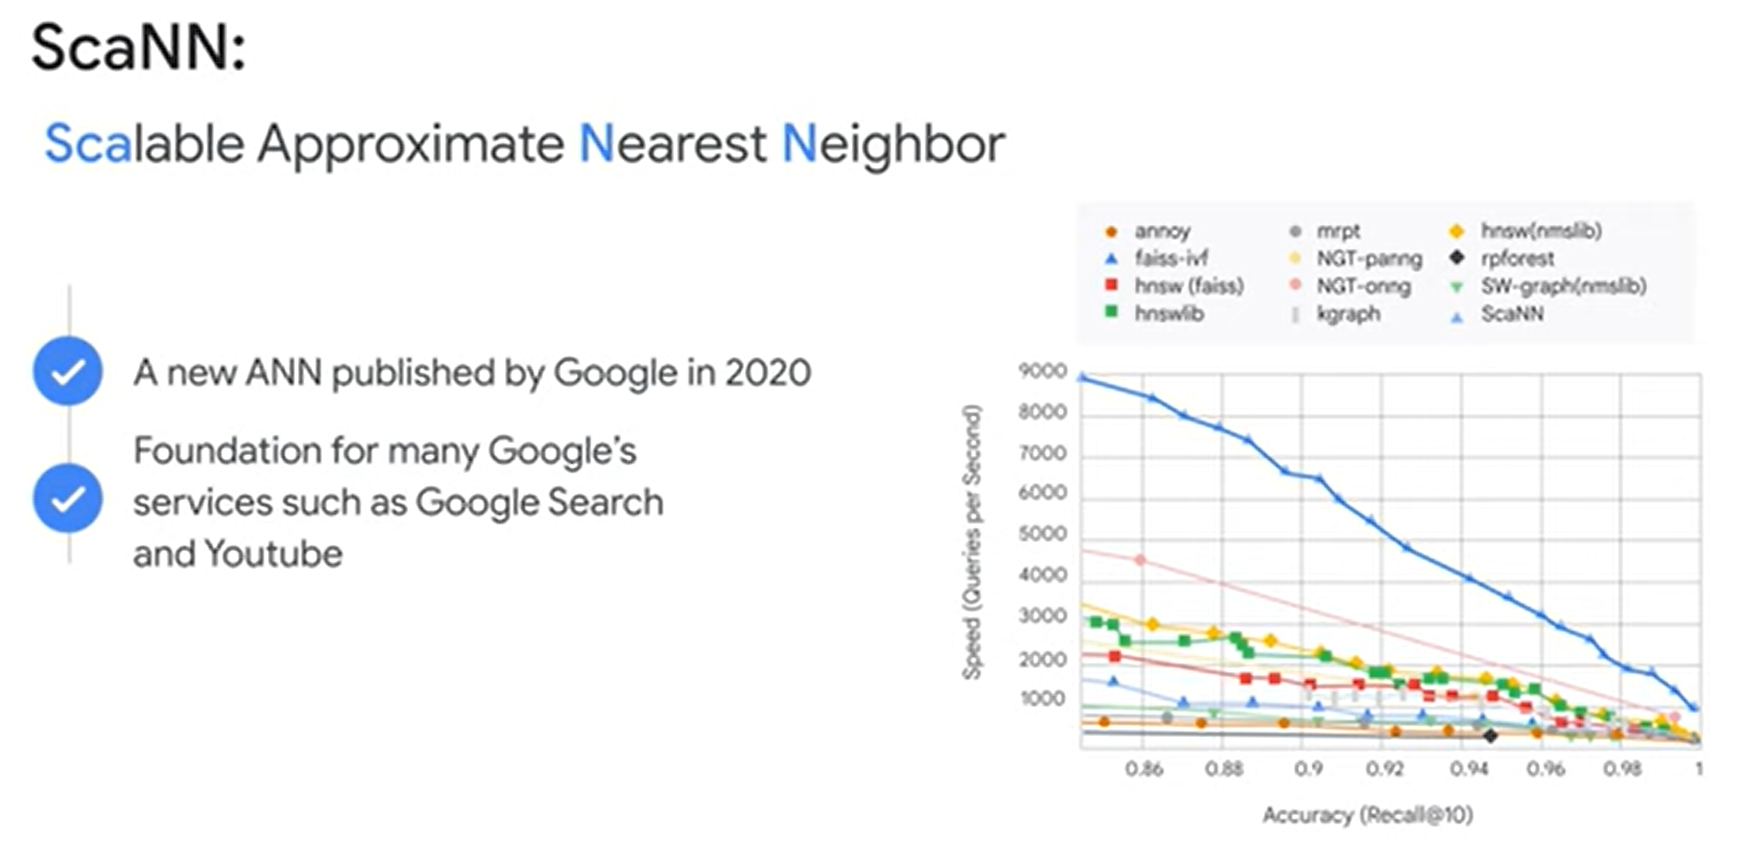 ScaNN:
Scalable Approximate Nearest Neighbor
A new ANN published by Google in 2020
Foundation for many Google's
services such as Google Search
and Youtube
annoy mrpt hnsw(nmslib)
faiss-ivf NGT-panng rpforest
hnsw (faiss) NGT-onng SW-graph(nmslib)
hnswlib kgraph ScaNN
Speed (Queries per Second)
9000
8000
7000
6000
5000
4000
3000
2000
1000
0.86 0.88 0.9 0.92 0.94 0.96 0.98 1
Accuracy (Recall@10)